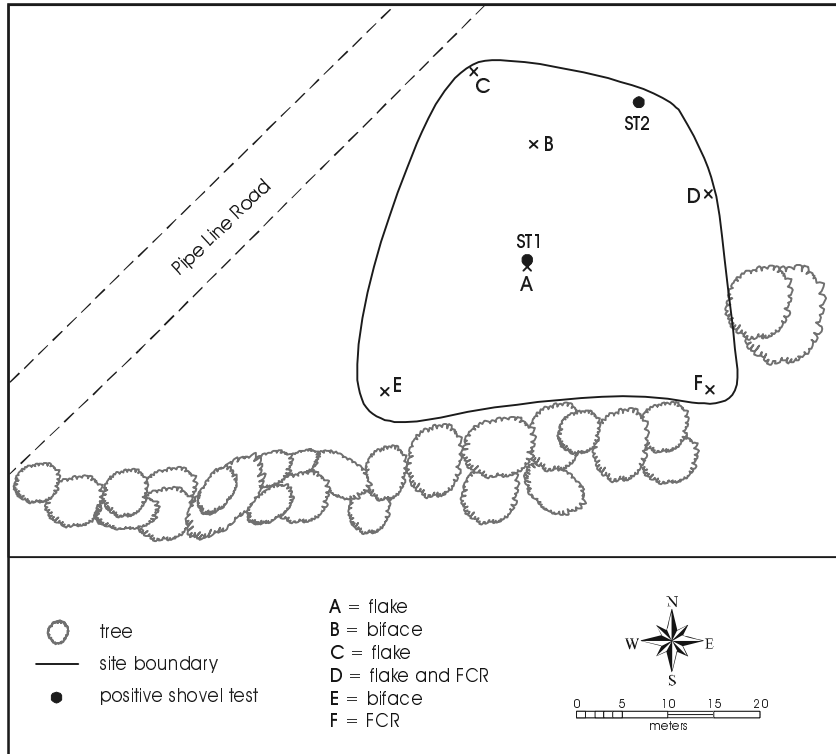 C
ST2
B
D
Pipe Line Road
ST1
A
E
F
tree
site boundary
positive shovel test
A = flake
B = biface
C = flake
D = flake and FCR
E = biface
F = FCR
N
W E
S
0 5 10 15 20
meters